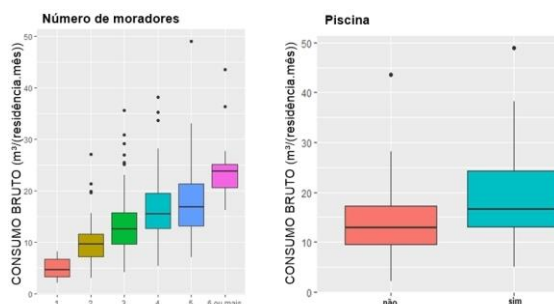 Número de moradores
CONSUMO BRUTO (m³/(residência.mês))
50
40
30
20
10
0
1
2
3
4
5
6 ou mais
Piscina
CONSUMO BRUTO (m³/(residência.mês))
50
40
30
20
10
0
não
sim